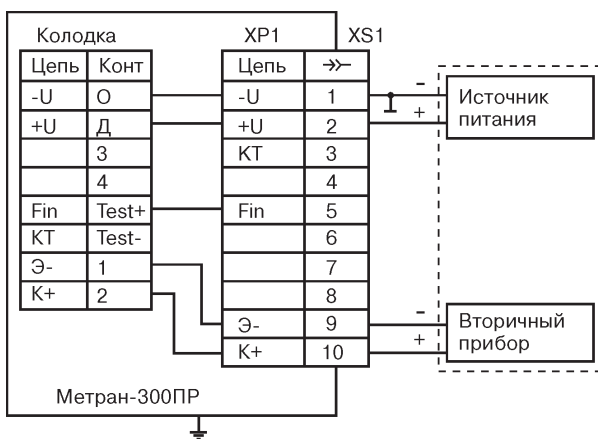 Колодка
XP1
XS1
Цепь Конт
-U О
+U Д
3
4
Fin Test+
КТ Test-
Э- 1
К+ 2
Цепь
-U 1
+U 2
КТ 3
4
Fin 5
6
7
8
Э- 9
К+ 10
-
+
Источник
питания
-
+
Вторичный
прибор
Метран-300ПР